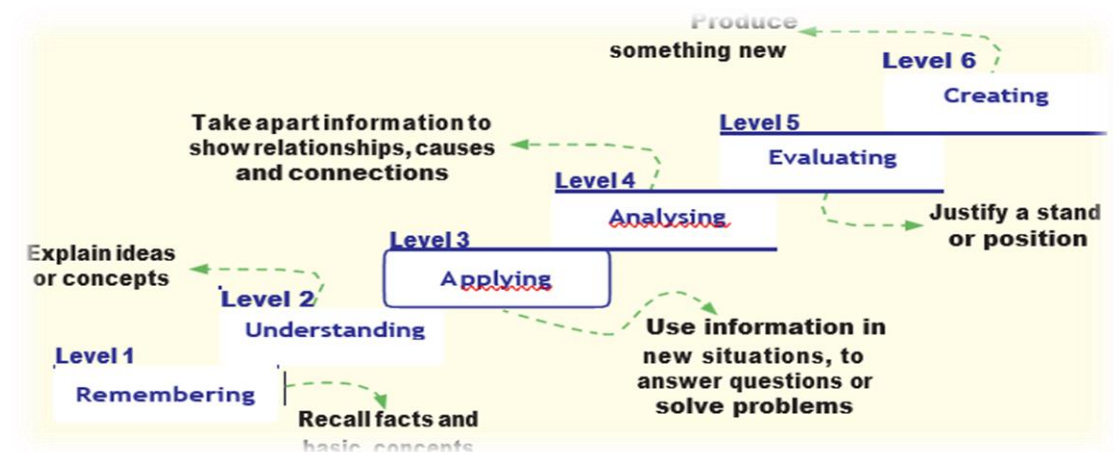 Produce
something new
Level 6
Creating
Take apart information to
show relationships, causes
and connections
Level 5
Evaluating
Level 4
Analysing
Justify a stand
or position
Explain ideas
or concepts
Level 3
Applying
Level 2
Understanding
Use information in
new situations, to
answer questions or
solve problems
Level 1
Remembering
Recall facts and
basic concepts